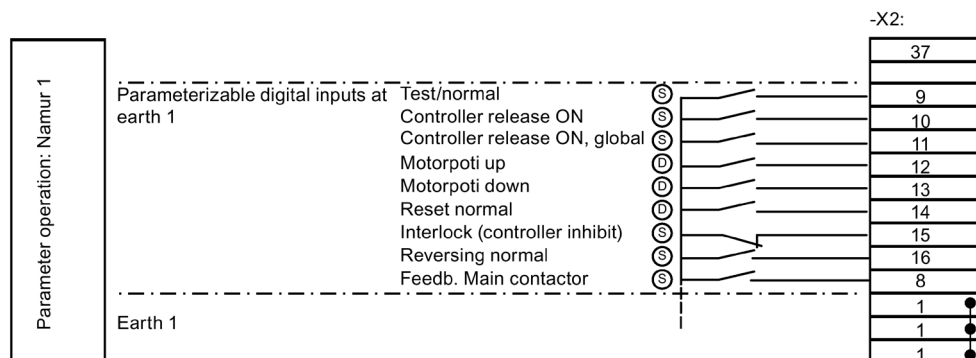 -X2:
37
Parameter operation: Namur 1
Parameterizable digital inputs at earth 1
Test/normal S 9
Controller release ON S 10
Controller release ON, global S 11
Motorpoti up D 12
Motorpoti down D 13
Reset normal D 14
Interlock (controller inhibit) S 15
Reversing normal S 16
Feedb. Main contactor S 8
Earth 1
1
1
1